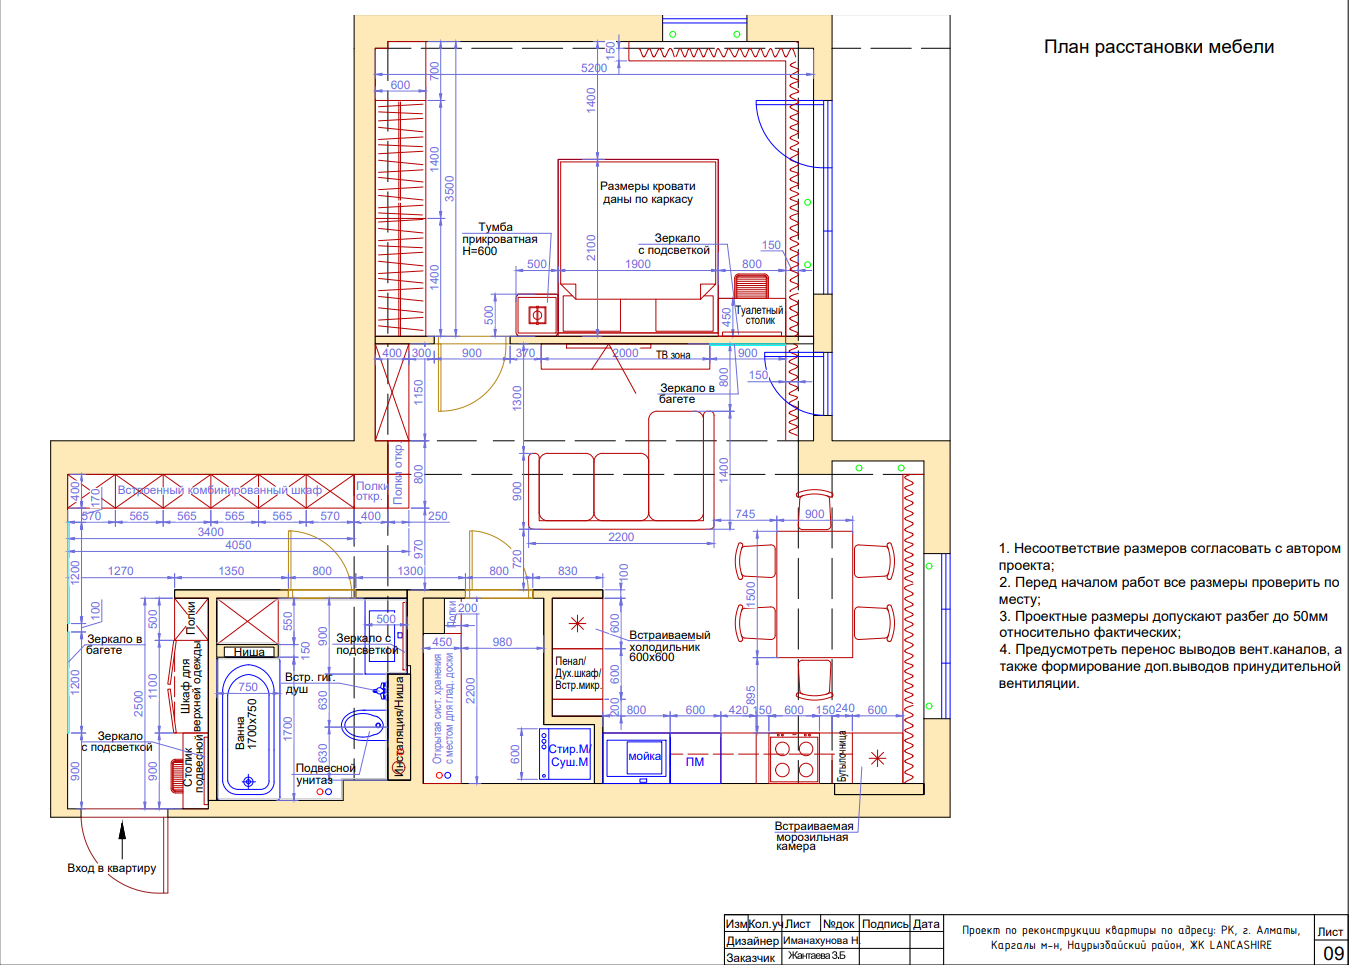 План расстановки мебели
150
5200
700
600
1400
1400
3500
Размеры кровати
даны по каркасу
Тумба
прикроватная
H=600
Зеркало
с подсветкой
150
2100
500
1900
800
1400
500
450
Туалетный
столик
400
300
900
370
2000
ТВ зона
900
150
800
1150
1300
Зеркало в
багете
Полки откр.
800
1400
900
400
170
Встроенный комбинированный шкаф
Полки
откр.
570
565
565
565
565
570
400
250
745
900
3400
4050
970
720
2200
1200
1270
1350
800
1300
800
830
100
1500
1. Несоответствие размеров согласовать с автором
проекта;
2. Перед началом работ все размеры проверить по
месту;
3. Проектные размеры допускают разбег до 50мм
относительно фактических;
4. Предусмотреть перенос выводов вент.каналов, а
также формирование доп.выводов принудительной
вентиляции.
100
500
Полки
550
900
500
Полки
200
600
Зеркало в
багете
Зеркало с
подсветкой
450
980
Встраиваемый
холодильник
600х600
Ниша
150
Шкаф для
верхней одежды
Пенал/
Дух.шкаф/
Встр.микр.
600
1200
2500
1100
750
Встр. гиг.
душ
630
Инсталяция/Ниша
Открытая сист. хранения
с местом для глад. доски
2200
200
895
Ванна
1700х750
1700
800
600
420
150
600
150
240
600
Зеркало
с подсветкой
900
900
Столик
подвесной
630
Подвесной
унитаз
600
Стир.М/
Суш.М
мойка
ПМ
Бутылочница
Встраиваемая
морозильная
камера
Вход в квартиру
Изм
Кол.уч
Лист
№док
Подпись
Дата
Дизайнер
Иманахунова Н.
Заказчик
Жантаева З.Б
Проект по реконструкции квартиры по адресу: РК, г. Алматы,
Каргалы м-н, Наурызбайский район, ЖК LANCASHIRE
Лист
09